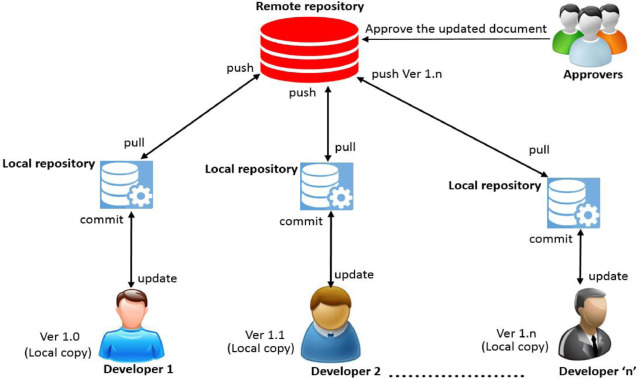 Remote repository
Approve the updated document
Approvers
push
push
push Ver 1.n
pull
pull
pull
Local repository
Local repository
Local repository
commit
commit
commit
update
update
update
Ver 1.0
(Local copy)
Developer 1
Ver 1.1
(Local copy)
Developer 2
Ver 1.n
(Local copy)
Developer ‘n’